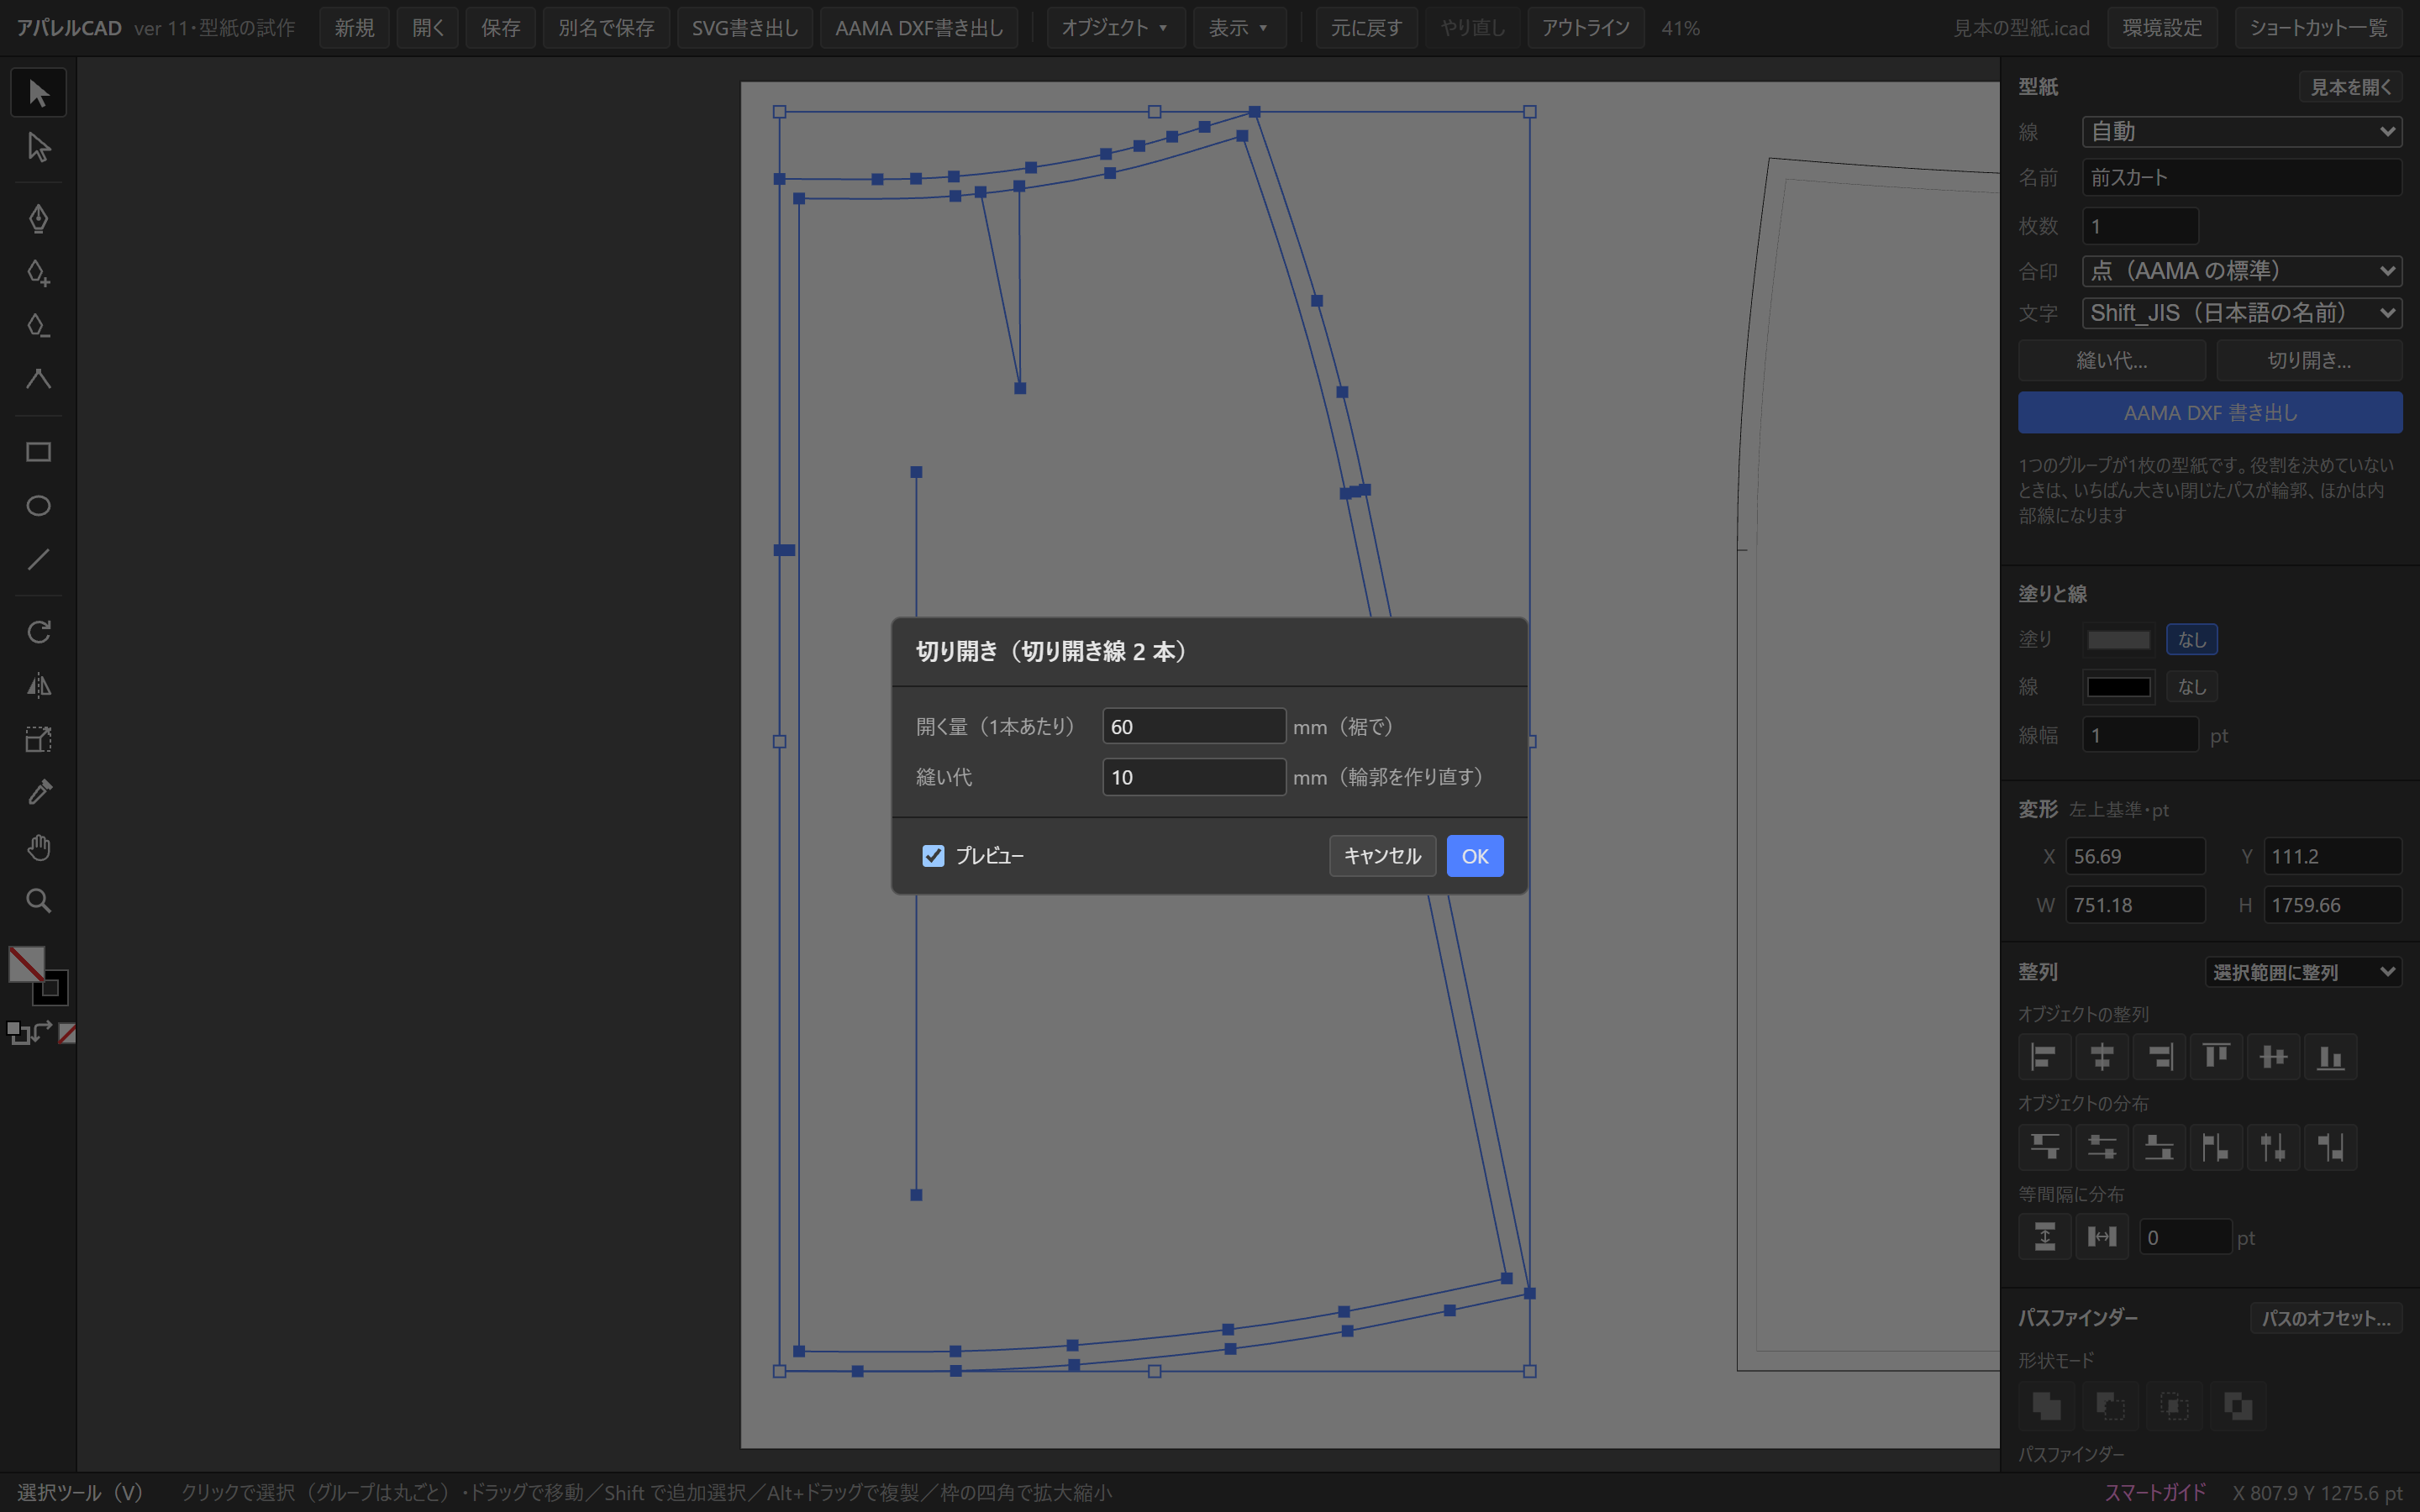 アパレルCAD ver 11・型紙の試作 新規 開く 保存 別名で保存 SVG書き出し AAMA DXF書き出し オブジェクト ▼ 表示 ▼ 元に戻す やり直し アウトライン 41% 見本の型紙.icad 環境設定 ショートカット一覧
型紙 見本を開く
線 自動
名前 前スカート
枚数 1
合印 点（AAMA の標準）
文字 Shift_JIS（日本語の名前）
縫い代... 切り開き...
AAMA DXF 書き出し
1つのグループが1枚の型紙です。役割を決めていない
ときは、いちばん大きい閉じたパスが輪郭、ほかは内
部線になります
塗りと線
塗り なし
線 なし
線幅 1 pt
変形 左上基準・pt
X 56.69 Y 111.2
W 751.18 H 1759.66
整列 選択範囲に整列
オブジェクトの整列
オブジェクトの分布
等間隔に分布
0 pt
パスファインダー パスのオフセット...
形状モード
パスファインダー
切り開き（切り開き線 2 本）
開く量（1本あたり） 60 mm（裾で）
縫い代 10 mm（輪郭を作り直す）
プレビュー キャンセル OK
選択ツール（V） クリックで選択（グループは丸ごと）・ドラッグで移動／Shift で追加選択／Alt+ドラッグで複製／枠の四角で拡大縮小 スマートガイド X 807.9 Y 1275.6 pt